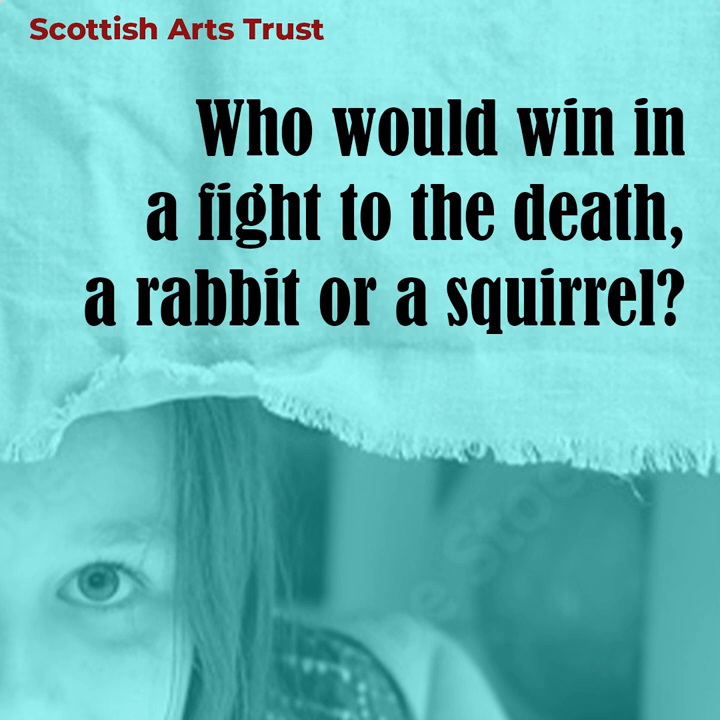 Scottish Arts Trust
Who would win in
a fight to the death,
a rabbit or a squirrel?